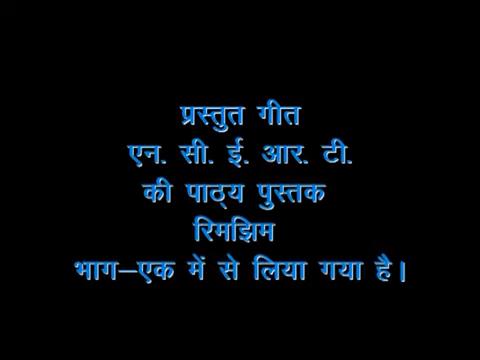 प्रस्तुत गीत
एन. सी. ई. आर. टी.
की पाठ्य पुस्तक
रिमझिम
भाग–एक में से लिया गया है।